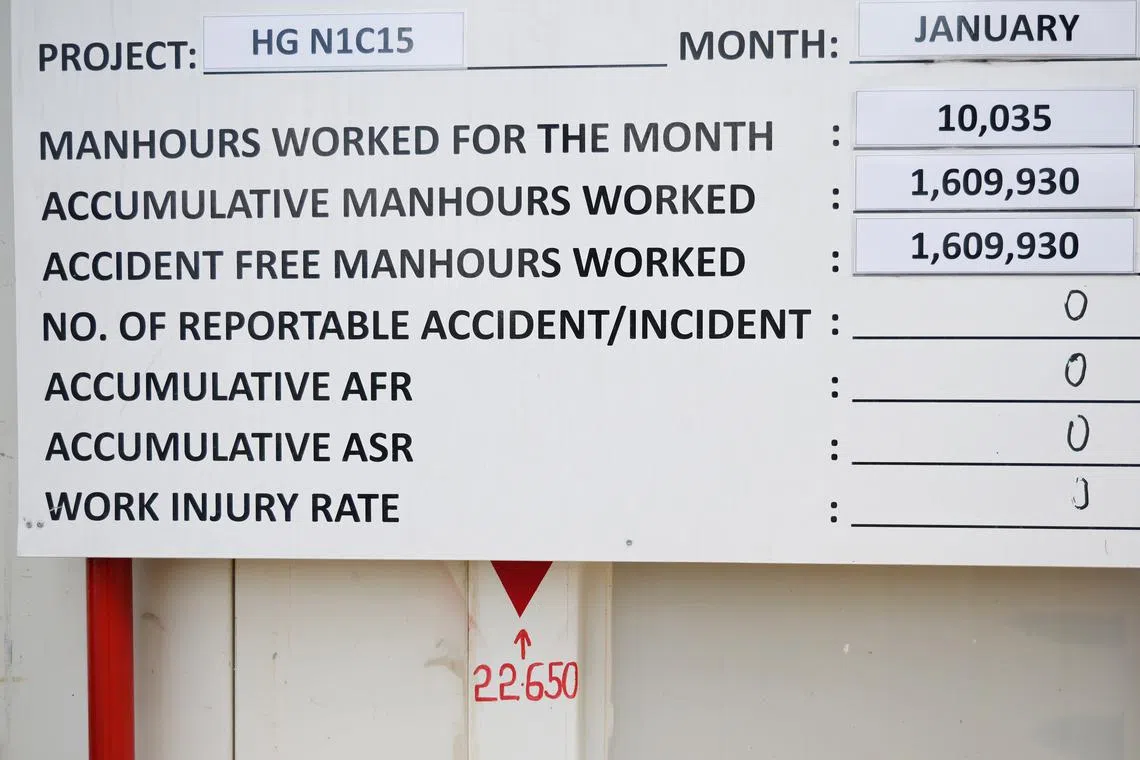 PROJECT: HG N1C15 MONTH: JANUARY
MANHOURS WORKED FOR THE MONTH : 10,035
ACCUMULATIVE MANHOURS WORKED : 1,609,930
ACCIDENT FREE MANHOURS WORKED : 1,609,930
NO. OF REPORTABLE ACCIDENT/INCIDENT : 0
ACCUMULATIVE AFR : 0
ACCUMULATIVE ASR : 0
WORK INJURY RATE :
22.650